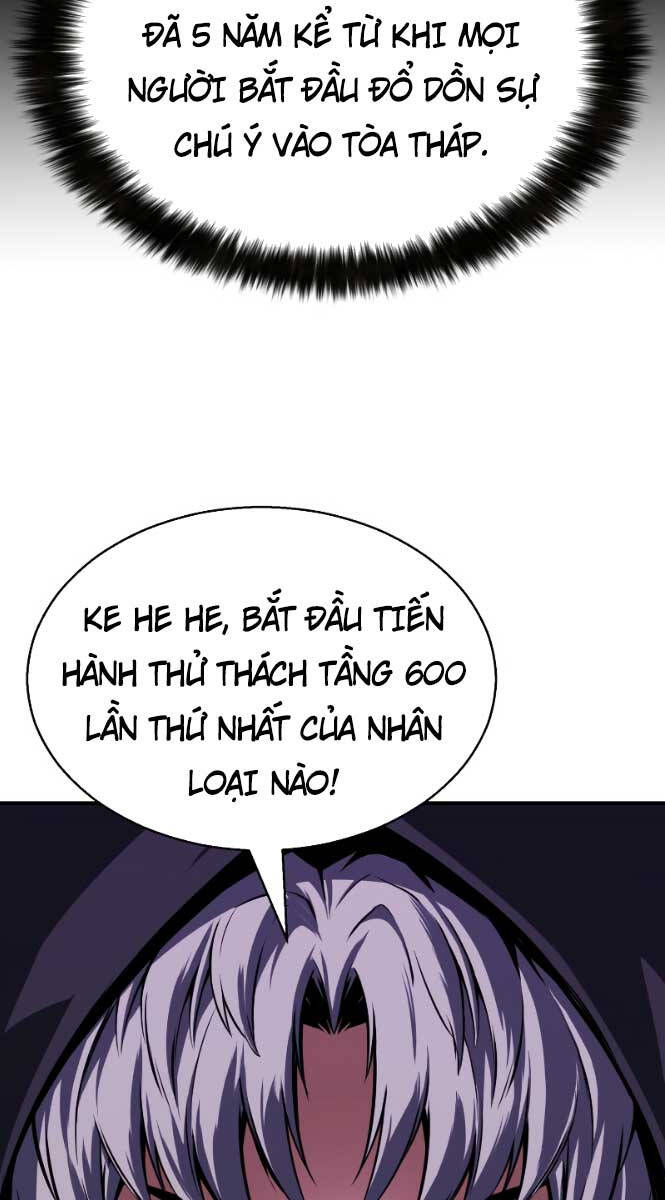 ĐÃ 5 NĂM KỂ TỪ KHI MỌI
NGƯỜI BẮT ĐẦU ĐỔ DỒN SỰ
CHÚ Ý VÀO TÒA THÁP.
KE HE HE, BẮT ĐẦU TIẾN
HÀNH THỬ THÁCH TẦNG 600
LẦN THỨ NHẤT CỦA NHÂN
LOẠI NÀO!